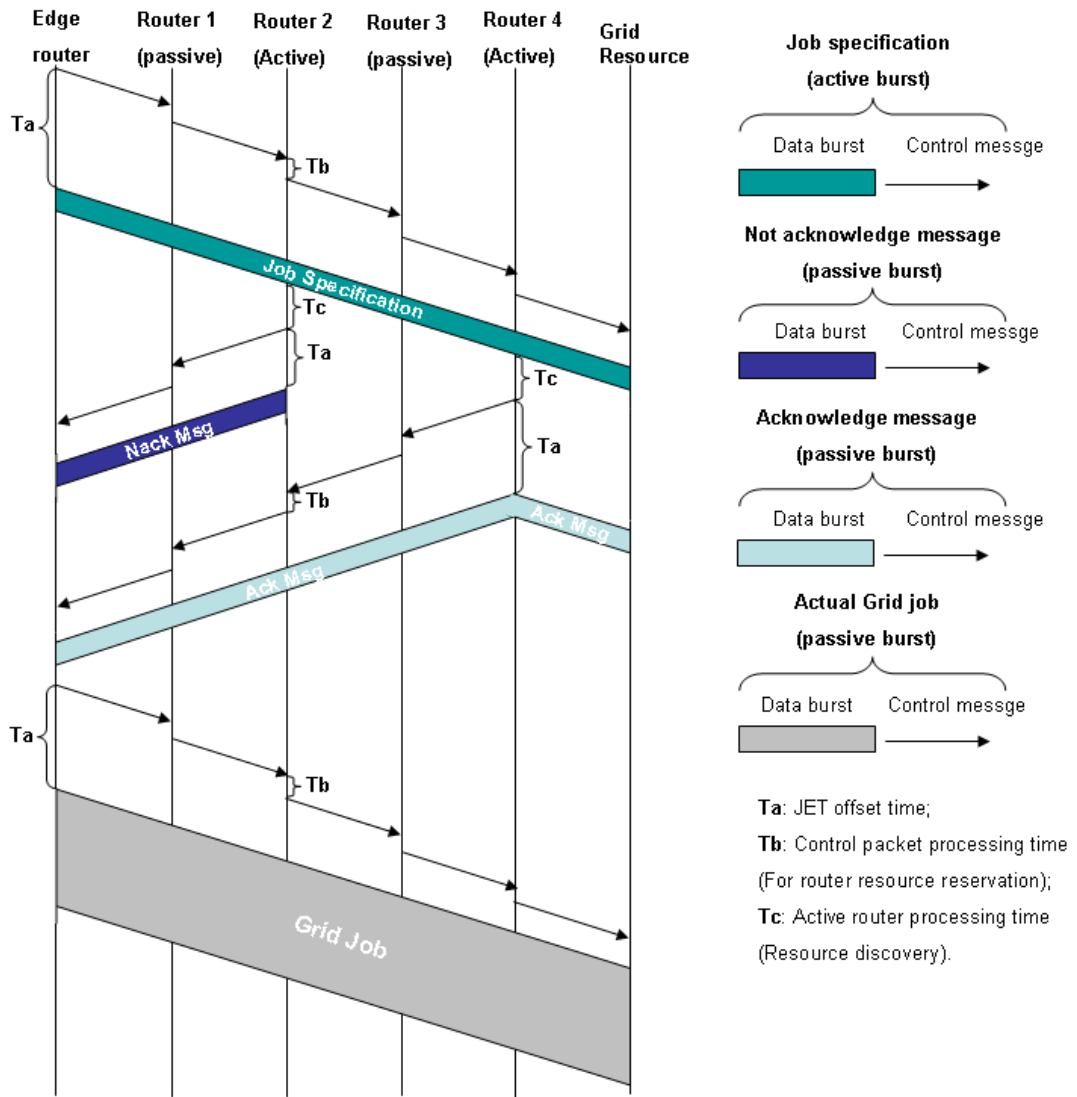 Edge
router
Router 1
(passive)
Router 2
(Active)
Router 3
(passive)
Router 4
(Active)
Grid
Resource
Ta
Tb
Job Specification
Tc
Ta
Tc
Nack Msg
Ta
Tb
Ack Msg
Ack Msg
Ta
Tb
Grid Job
Job specification
(active burst)
Data burst
Control messge
Not acknowledge message
(passive burst)
Data burst
Control messge
Acknowledge message
(passive burst)
Data burst
Control messge
Actual Grid job
(passive burst)
Data burst
Control messge
Ta: JET offset time;
Tb: Control packet processing time
(For router resource reservation);
Tc: Active router processing time
(Resource discovery).